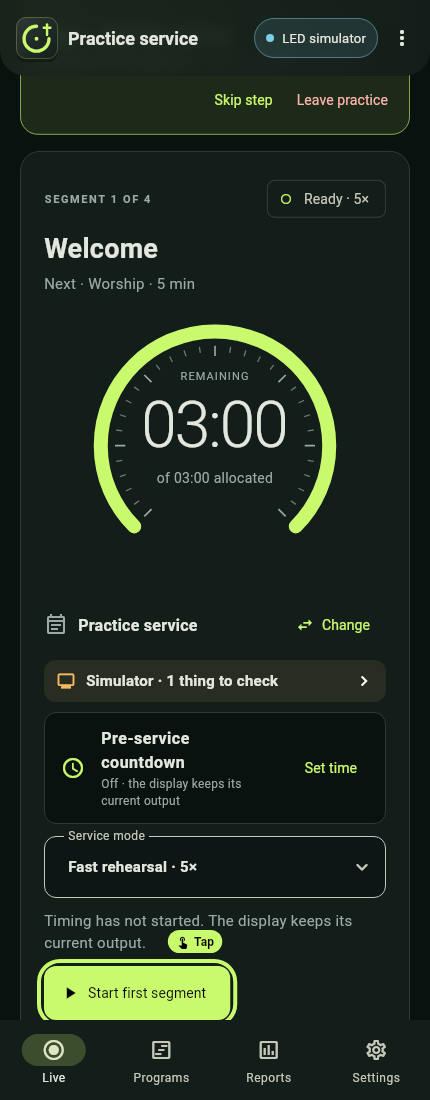 Practice service
LED simulator
Skip step
Leave practice
SEGMENT 1 OF 4
Ready · 5×
Welcome
Next · Worship · 5 min
REMAINING
03:00
of 03:00 allocated
Practice service
Change
Simulator · 1 thing to check
Pre-service
countdown
Off · the display keeps its
current output
Set time
Service mode
Fast rehearsal · 5×
Timing has not started. The display keeps its
current output.
Tap
Start first segment
Live
Programs
Reports
Settings